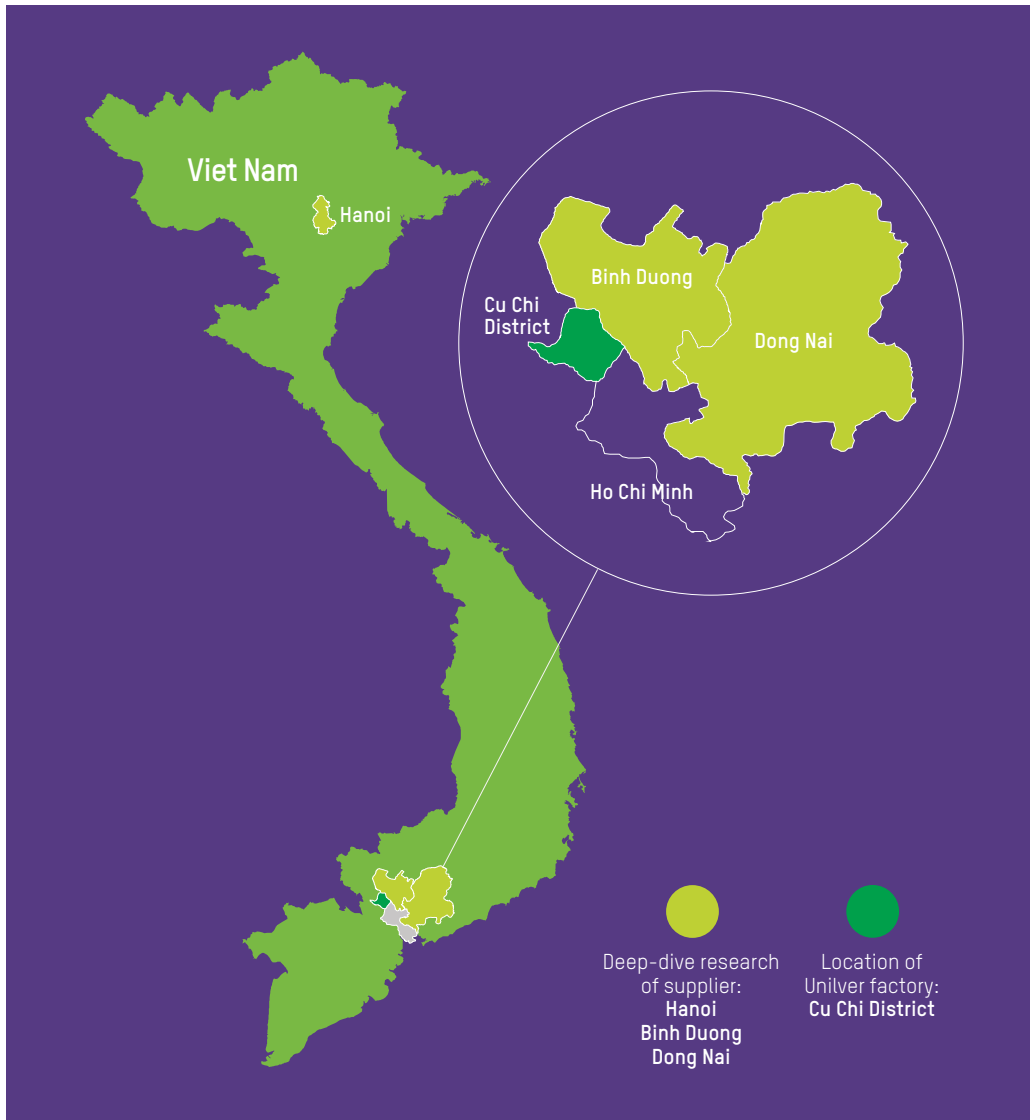 Viet Nam
Hanoi
Binh Duong
Cu Chi
District
Dong Nai
Ho Chi Minh
Deep-dive research
of supplier:
Hanoi
Binh Duong
Dong Nai
Location of
Unilver factory:
Cu Chi District